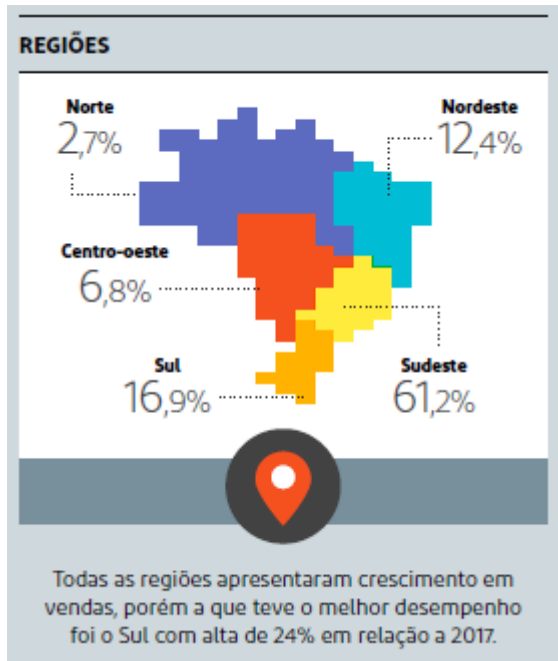 REGIÕES
Norte
2,7%
Nordeste
12,4%
Centro-oeste
6,8%
Sul
16,9%
Sudeste
61,2%
Todas as regiões apresentaram crescimento em
vendas, porém a que teve o melhor desempenho
foi o Sul com alta de 24% em relação a 2017.